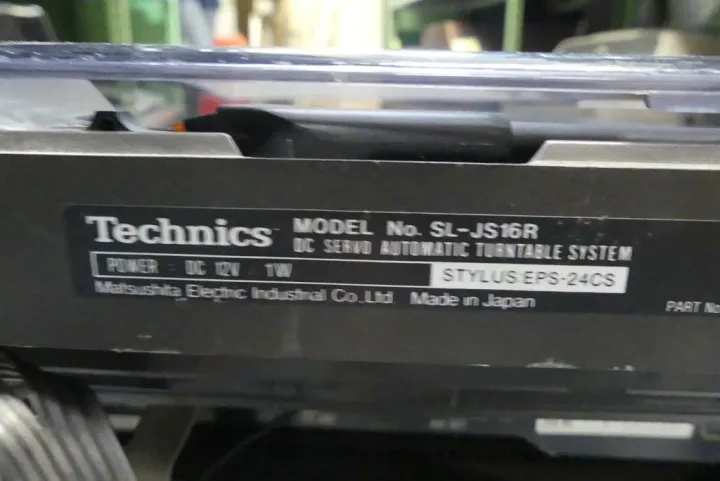 Technics MODEL No. SL-JS16R
DC SERVO AUTOMATIC TURNTABLE SYSTEM
POWER : DC 12V 1W STYLUS:EPS-24CS
Matsushita Electric Industrial Co.,Ltd. Made in Japan
PART No